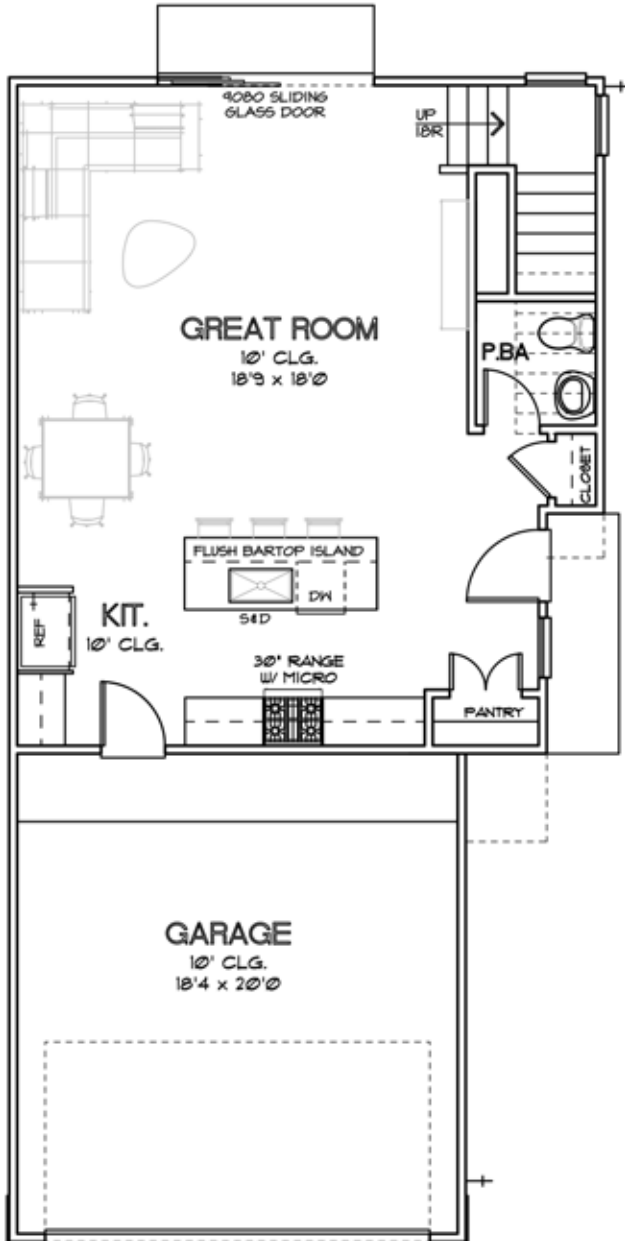 9080 SLIDING
GLASS DOOR
UP
18R
GREAT ROOM
10' CLG.
18'9 x 18'0
P.BA
CLOSET
FLUSH BARTOP ISLAND
DW
S&D
REF
KIT.
10' CLG.
30" RANGE
W/ MICRO
PANTRY
GARAGE
10' CLG.
18'4 x 20'0